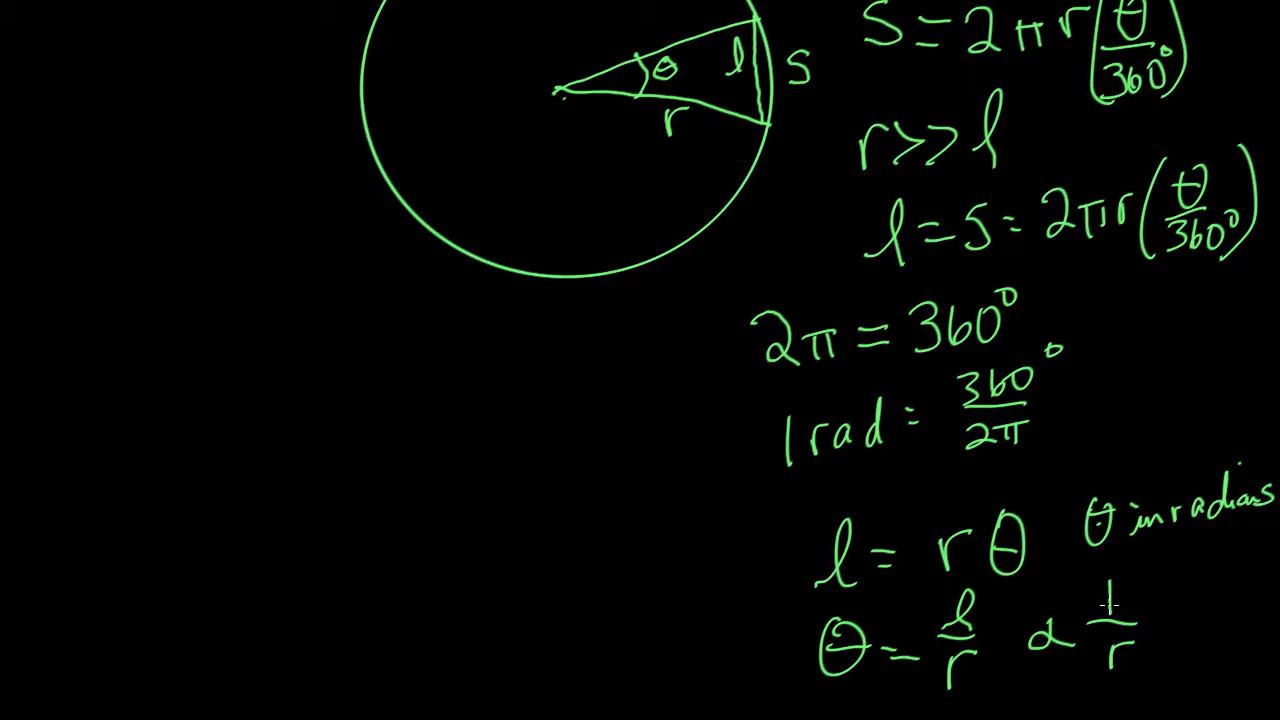 θ l s
r
S = 2πr(θ/360°)
r >> l
l = s = 2πr(θ/360°)
2π = 360°
1 rad = 360°/2π
l = rθ θ in radians
θ = l/r ∝ 1/r